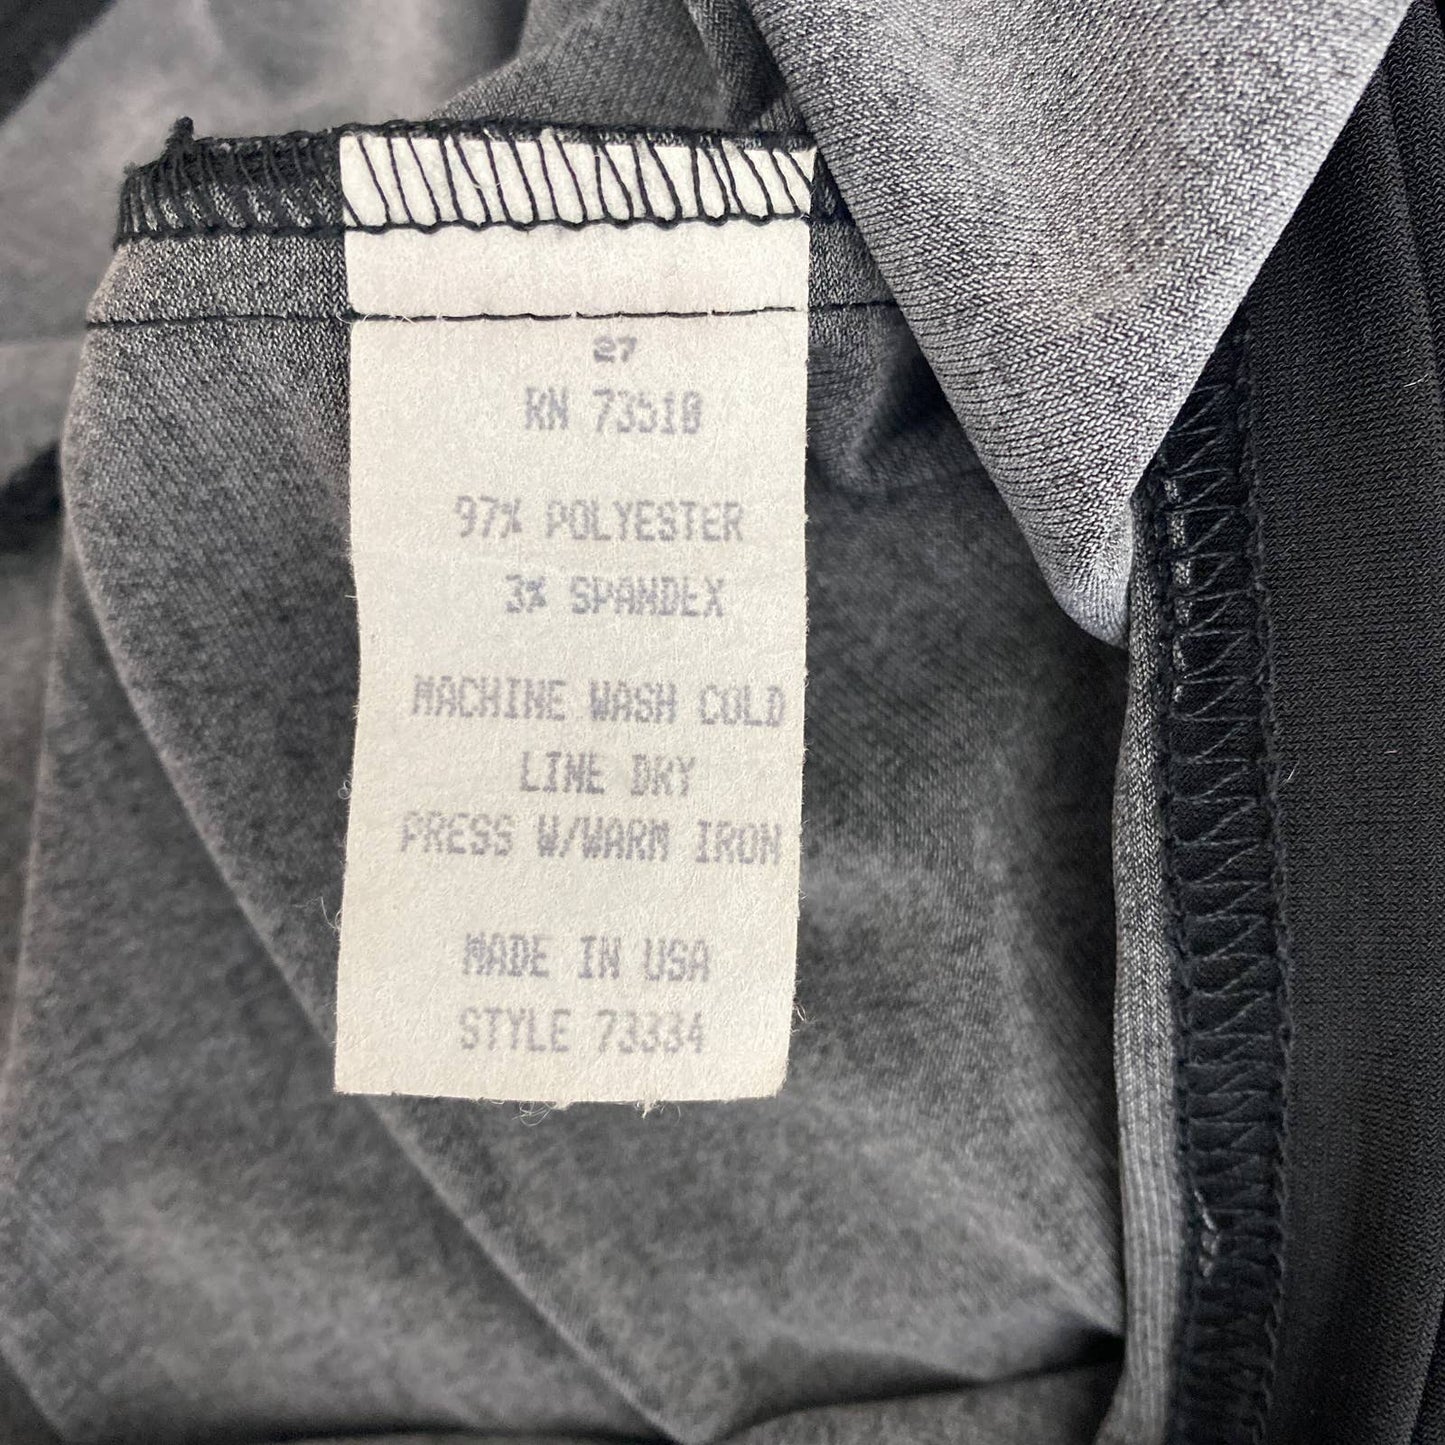 27
RN 73510
97% POLYESTER
3% SPANDEX
MACHINE WASH COLD
LINE DRY
PRESS W/WARM IRON
MADE IN USA
STYLE 73334